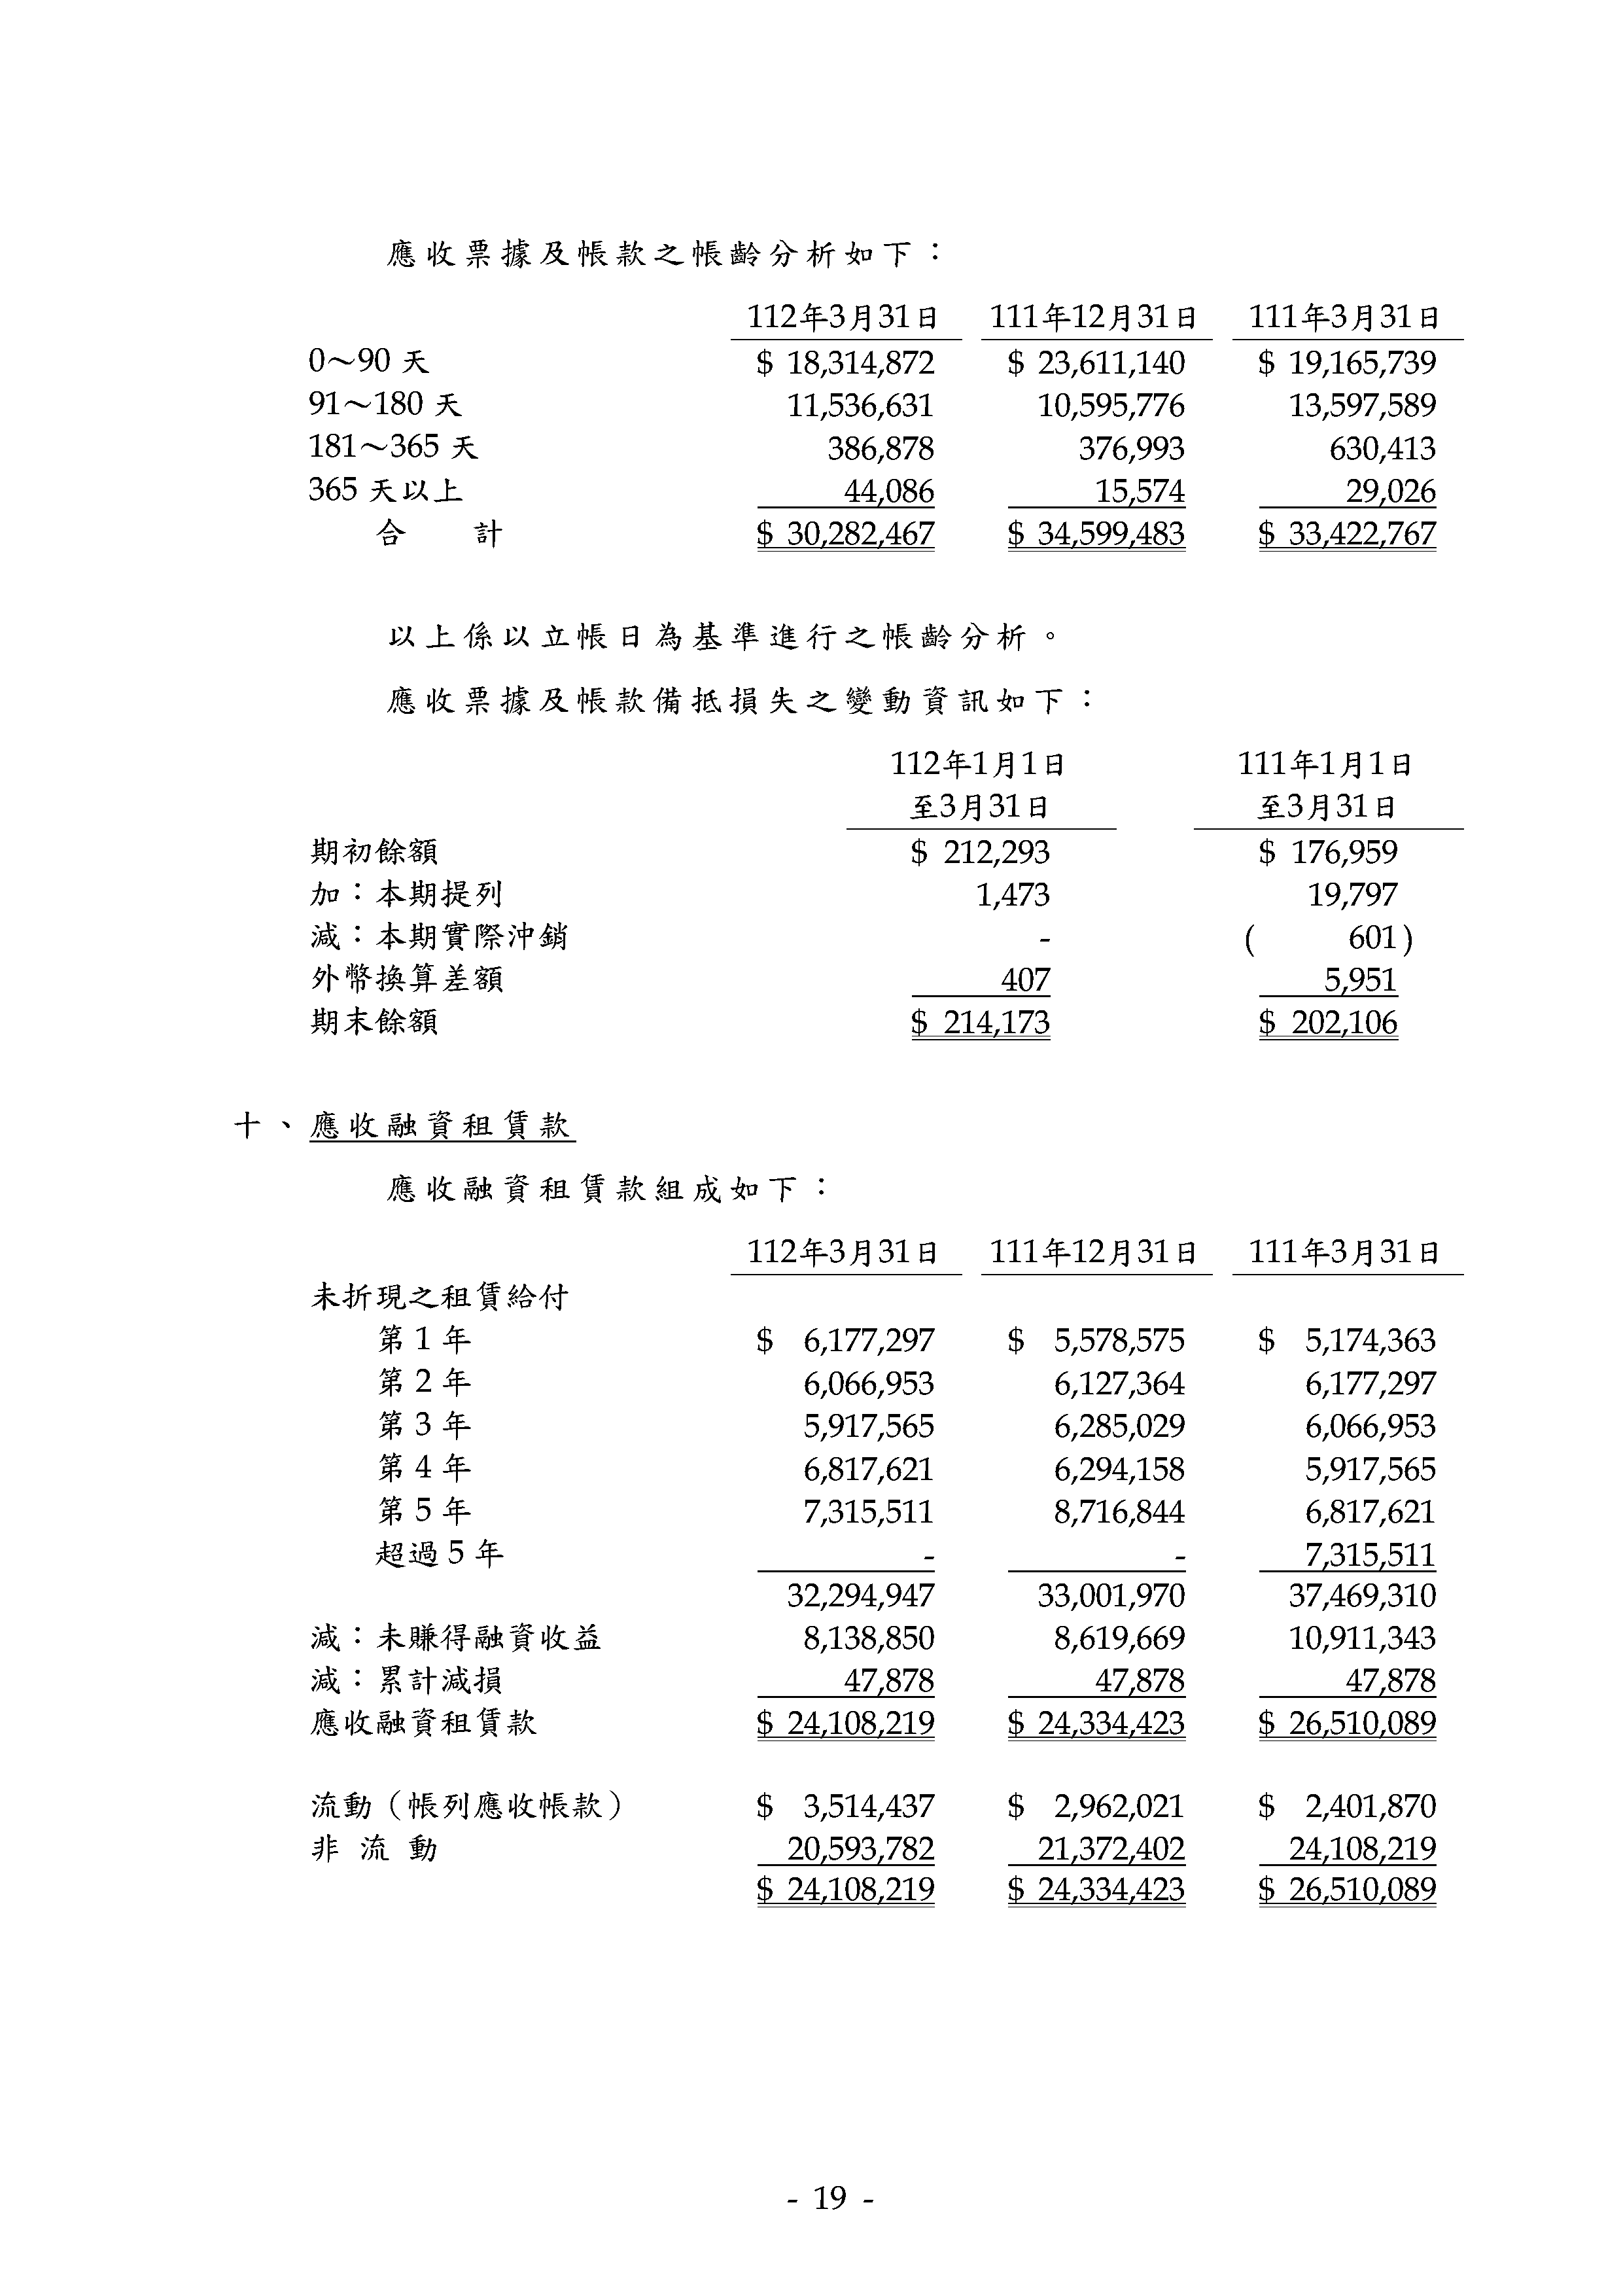 應收票據及帳款之帳齡分析如下：
112年3月31日 111年12月31日 111年3月31日
0～90 天 $ 18,314,872 $ 23,611,140 $ 19,165,739
91～180 天 11,536,631 10,595,776 13,597,589
181～365 天 386,878 376,993 630,413
365 天以上 44,086 15,574 29,026
合計 $ 30,282,467 $ 34,599,483 $ 33,422,767
以上係以立帳日為基準進行之帳齡分析。
應收票據及帳款備抵損失之變動資訊如下：
112年1月1日 111年1月1日
至3月31日 至3月31日
期初餘額 $ 212,293 $ 176,959
加：本期提列 1,473 19,797
減：本期實際沖銷 - ( 601)
外幣換算差額 407 5,951
期末餘額 $ 214,173 $ 202,106
十、應收融資租賃款
應收融資租賃款組成如下：
112年3月31日 111年12月31日 111年3月31日
未折現之租賃給付
第 1 年 $ 6,177,297 $ 5,578,575 $ 5,174,363
第 2 年 6,066,953 6,127,364 6,177,297
第 3 年 5,917,565 6,285,029 6,066,953
第 4 年 6,817,621 6,294,158 5,917,565
第 5 年 7,315,511 8,716,844 6,817,621
超過 5 年 - - 7,315,511
32,294,947 33,001,970 37,469,310
減：未賺得融資收益 8,138,850 8,619,669 10,911,343
減：累計減損 47,878 47,878 47,878
應收融資租賃款 $ 24,108,219 $ 24,334,423 $ 26,510,089
流動（帳列應收帳款） $ 3,514,437 $ 2,962,021 $ 2,401,870
非流動 20,593,782 21,372,402 24,108,219
$ 24,108,219 $ 24,334,423 $ 26,510,089
- 19 -